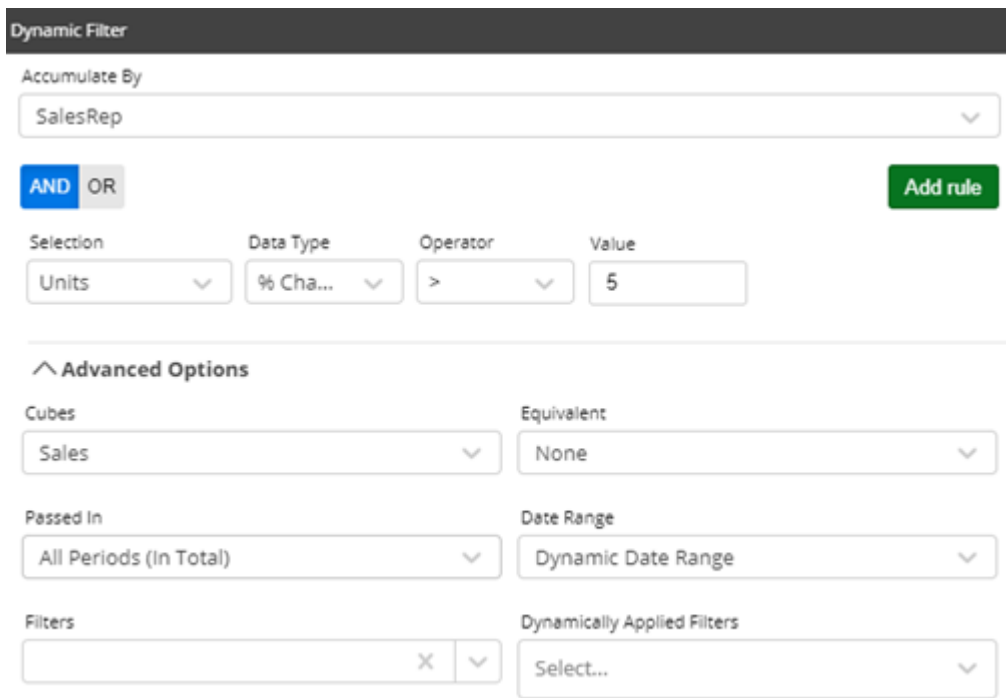 Dynamic Filter
Accumulate By
SalesRep
AND OR Add rule
Selection Data Type Operator Value
Units % Cha... > 5
Advanced Options
Cubes Equivalent
Sales None
Passed In Date Range
All Periods (In Total) Dynamic Date Range
Filters Dynamically Applied Filters
Select...